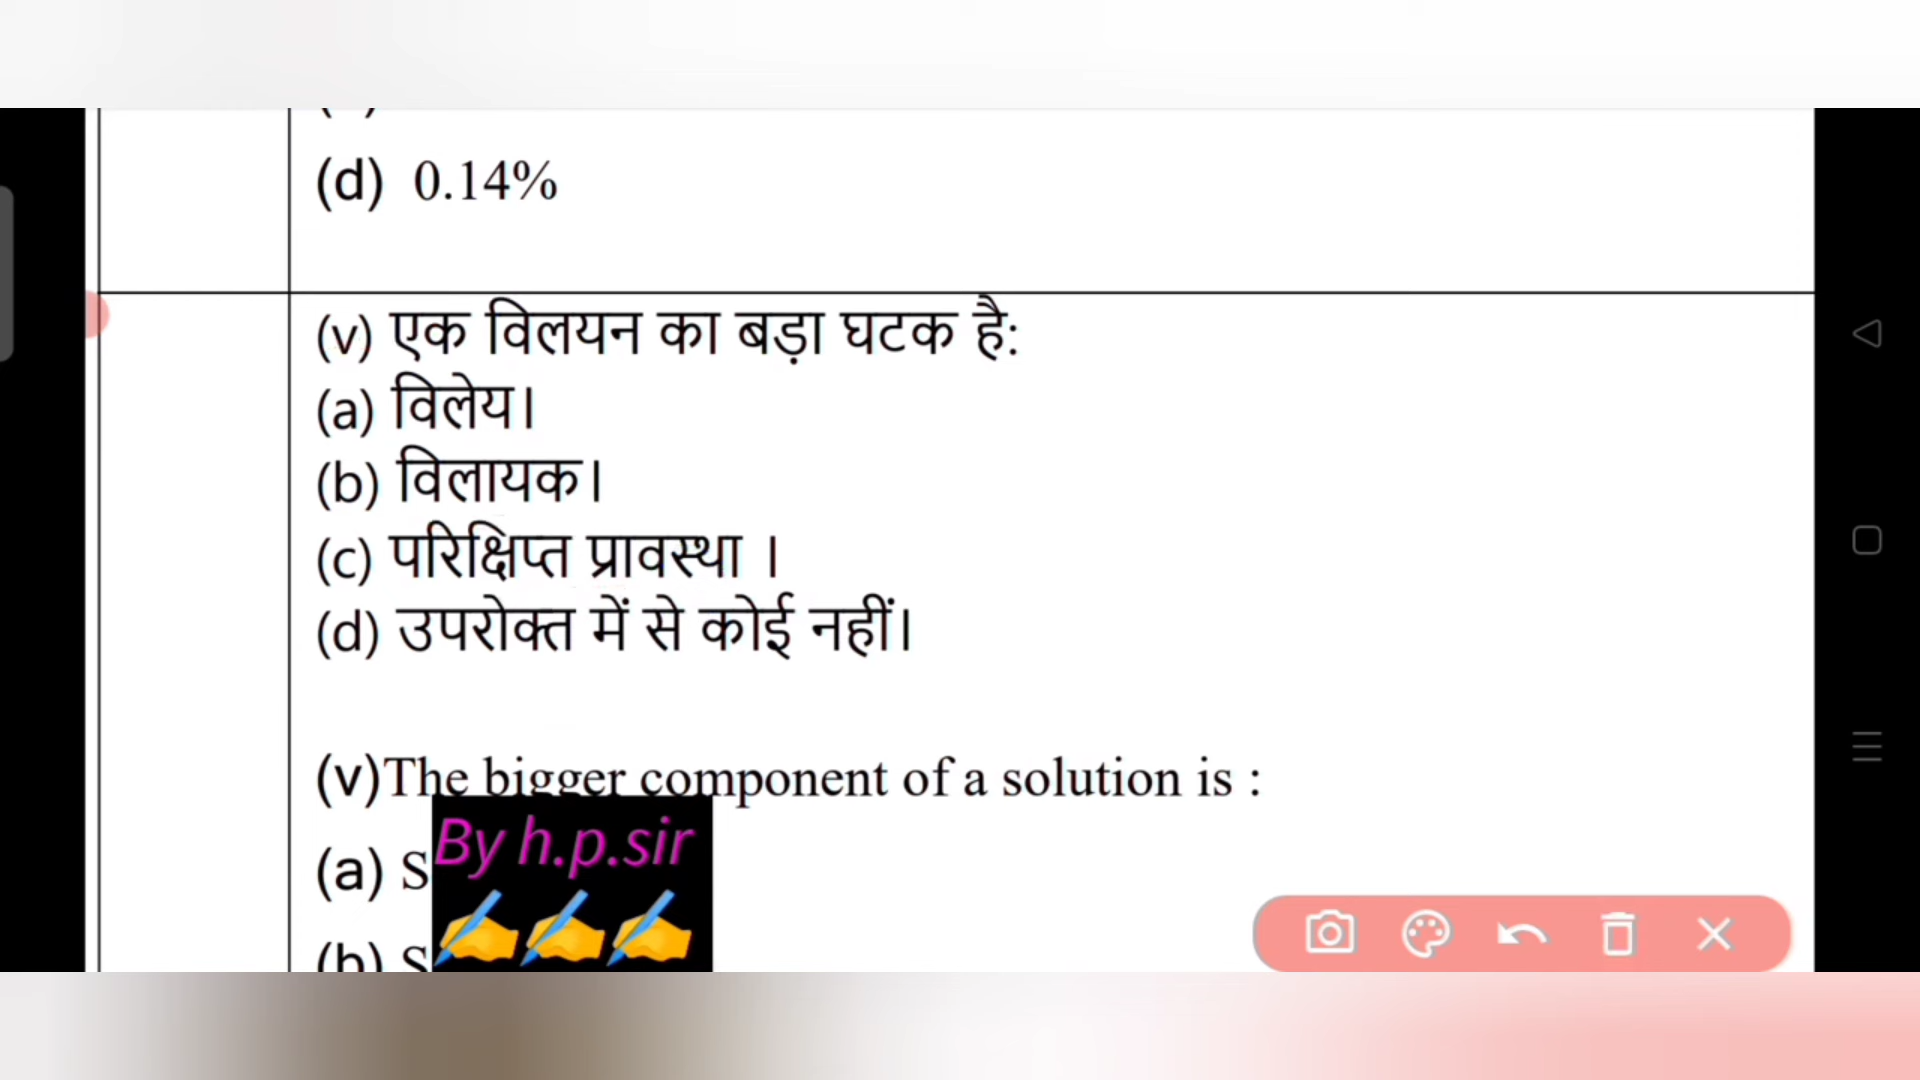 (d) 0.14%
(v) एक विलयन का बड़ा घटक है:
(a) विलेय।
(b) विलायक।
(c) परिक्षिप्त प्रावस्था ।
(d) उपरोक्त में से कोई नहीं।
(v)The bigger component of a solution is :
(a) S
By h.p.sir
(b) S